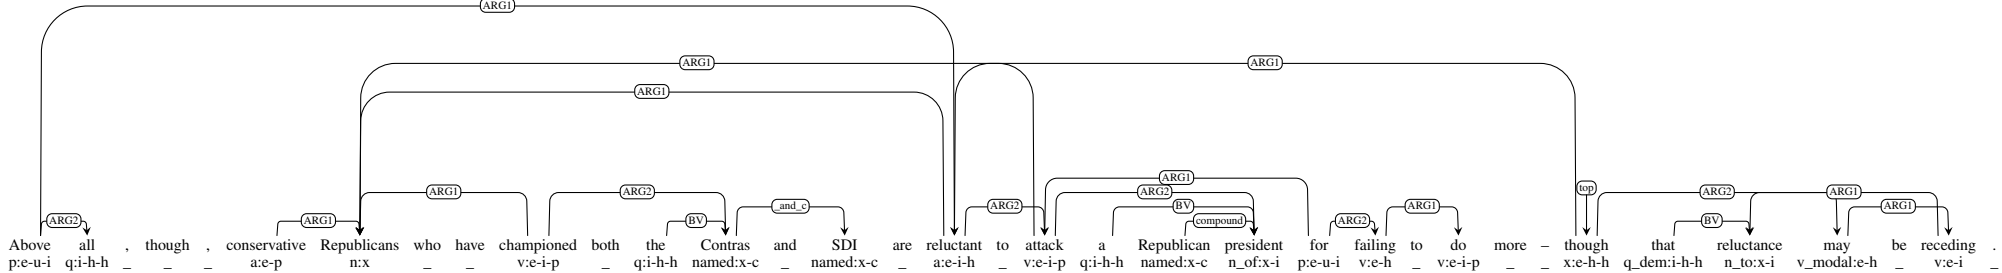 ARG1
ARG1 ARG1
ARG1
ARG1
top
ARG1 ARG2 ARG2 ARG2 ARG1
_and_c ARG2 BV ARG1 ARG1
ARG2 ARG1 BV compound ARG2 BV
Above all , though , conservative Republicans who have championed both the Contras and SDI are reluctant to attack a Republican president for failing to do more – though that reluctance may be receding .
p:e-u-i q:i-h-h _ _ _ a:e-p n:x _ _ v:e-i-p _ q:i-h-h named:x-c _ named:x-c _ a:e-i-h _ v:e-i-p q:i-h-h named:x-c n_of:x-i p:e-u-i v:e-h _ v:e-i-p _ _ x:e-h-h q_dem:i-h-h n_to:x-i v_modal:e-h _ v:e-i _